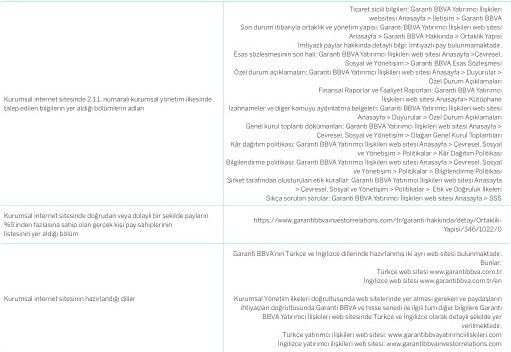 Ticaret sicili bilgileri: Garanti BBVA Yatırımcı İlişkileri
websitesi Anasayfa > İletişim > Garanti BBVA
Son durum itibarıyla ortaklık ve yönetim yapısı: Garanti BBVA Yatırımcı İlişkileri web sitesi
Anasayfa > Garanti BBVA Hakkında > Ortaklık Yapısı
İmtiyazlı paylar hakkında detaylı bilgi: İmtiyazlı pay bulunmamaktadır.
Esas sözleşmesinin son hali: Garanti BBVA Yatırımcı İlişkileri web sitesi Anasayfa >Çevresel,
Sosyal ve Yönetişim > Garanti BBVA Esas Sözleşmesi
Özel durum açıklamaları: Garanti BBVA Yatırımcı İlişkileri web sitesi Anasayfa > Duyurular >
Özel Durum Açıklamaları
Finansal Raporlar ve Faaliyet Raporları: Garanti BBVA Yatırımcı
Kurumsal internet sitesinde 2.1.1. numaralı kurumsal yönetim ilkesinde
talep edilen bilgilerin yer aldığı bölümlerin adları
İlişkileri web sitesi Anasayfa> Kütüphane
İzahnameler ve diğer kamuyu aydınlatma belgeleri: Garanti BBVA Yatırımcı İlişkileri web sitesi
Anasayfa > Duyurular > Özel Durum Açıklamaları
Genel kurul toplantı dökümanları: Garanti BBVA Yatırımcı İlişkileri web sitesi Anasayfa >
Çevresel, Sosyal ve Yönetişim > Olağan Genel Kurul Toplantıları
Kâr dağıtım politikası: Garanti BBVA Yatırımcı İlişkileri web sitesi Anasayfa > Çevresel, Sosyal
ve Yönetişim > Politikalar > Kâr Dağıtım Politikası
Bilgilendirme politikası: Garanti BBVA Yatırımcı İlişkileri web sitesi Anasayfa > Çevresel, Sosyal
ve Yönetişim > Politikalar > Bilgilendirme Politikası
Şirket tarafından oluşturulan etik kurallar: Garanti BBVA Yatırımcı İlişkileri web sitesi Anasayfa
> Çevresel, Sosyal ve Yönetişim > Politikalar > Etik ve Doğruluk İlkeleri
Sıkça sorulan sorular: Garanti BBVA Yatırımcı İlişkileri web sitesi Anasayfa > SSS
Kurumsal internet sitesinde doğrudan veya dolaylı bir şekilde payların
%5'inden fazlasına sahip olan gerçek kişi pay sahiplerinin
listesinin yer aldığı bölüm
https://www.garantibbvainvestorrelations.com/tr/garanti-hakkinda/detay/Ortaklik-
Yapisi/346/1022/0
Garanti BBVA'nın Türkçe ve İngilizce dillerinde hazırlanmış iki ayrı web sitesi bulunmaktadır.
Bunlar:
Türkçe web sitesi www.garantibbva.com.tr
İngilizce web sitesi www.garantibbva.com.tr/en
Kurumsal internet sitesinin hazırlandığı diller
Kurumsal Yönetim ilkeleri doğrultusunda web sitelerinde yer alması gereken ve paydaşların
ihtiyaçları doğrultusunda Garanti BBVA ve hisse senedi ile ilgili tüm diğer bilgilere Garanti
BBVA Yatırımcı İlişkileri web sitesinde Türkçe ve İngilizce olarak detaylı şekilde yer
verilmektedir.
Türkçe yatırımcı ilişkileri web sitesi: www.garantibbvayatirimciiliskileri.com
İngilizce yatırımcı ilişkileri web sitesi: www.garantibbvainvestorrelations.com